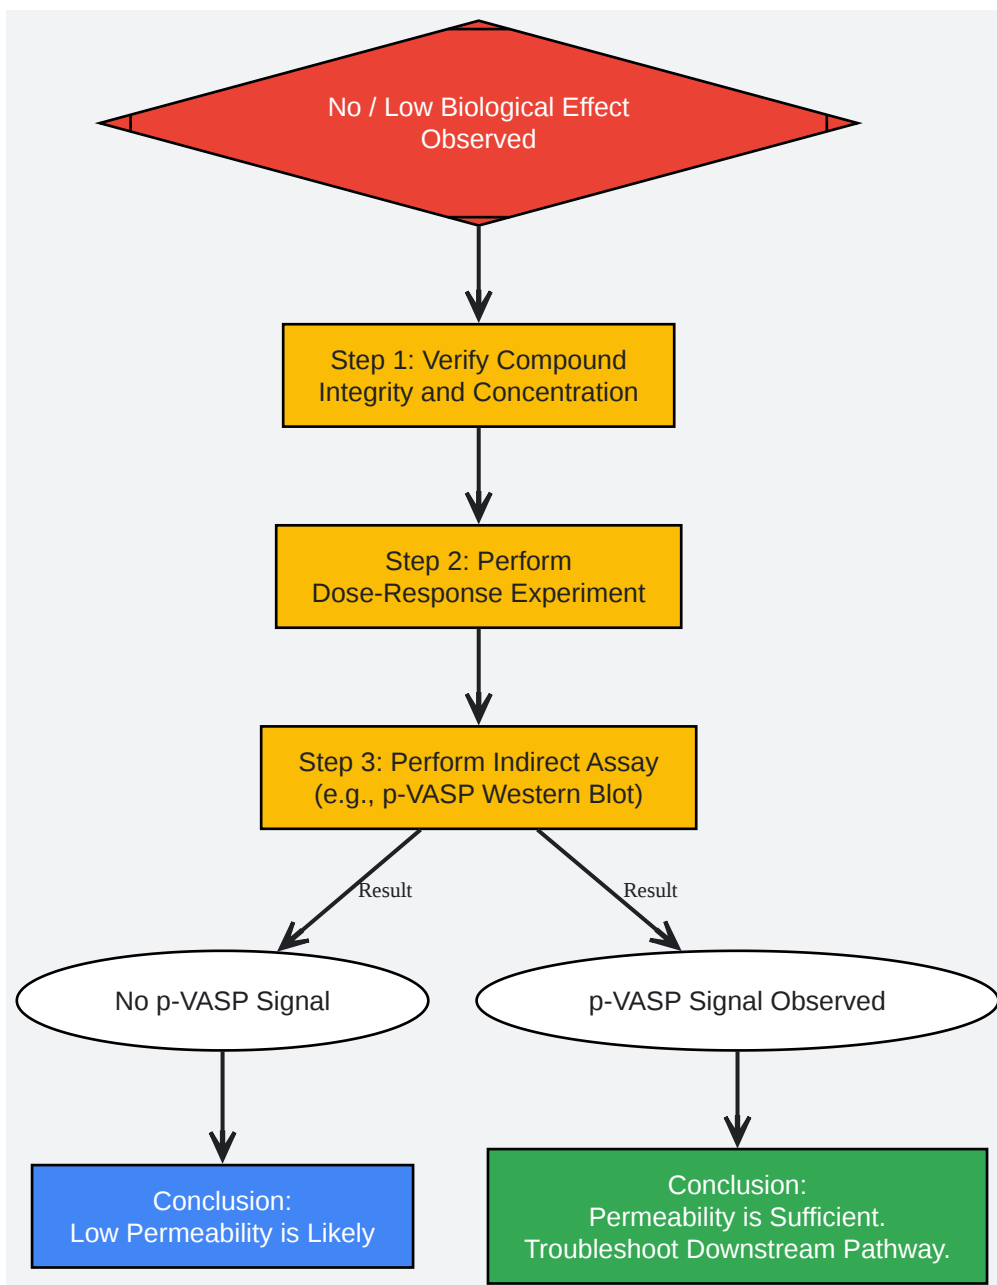 No / Low Biological Effect
Observed
Step 1: Verify Compound
Integrity and Concentration
Step 2: Perform
Dose-Response Experiment
Step 3: Perform Indirect Assay
(e.g., p-VASP Western Blot)
Result
Result
No p-VASP Signal
p-VASP Signal Observed
Conclusion:
Low Permeability is Likely
Conclusion:
Permeability is Sufficient.
Troubleshoot Downstream Pathway.